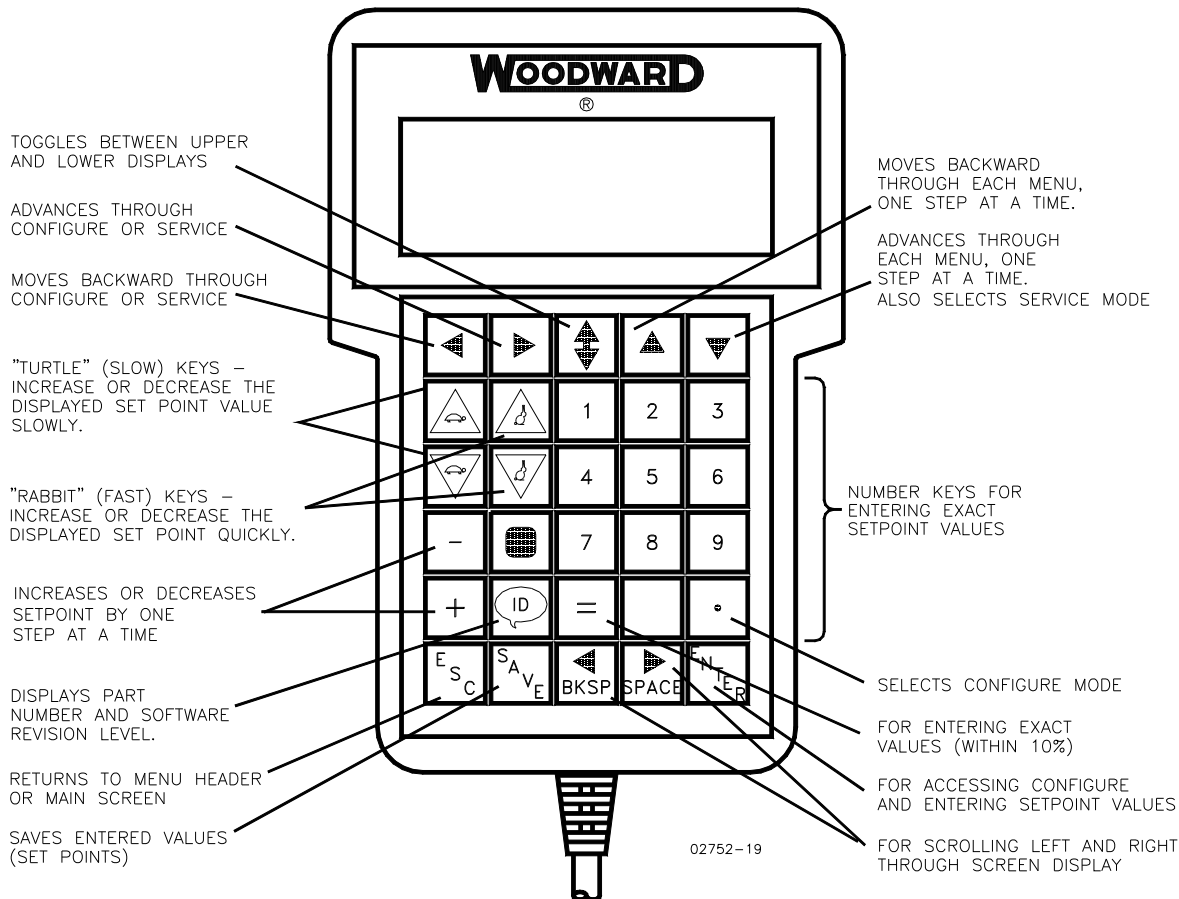 WOODWARD
®
TOGGLES BETWEEN UPPER
AND LOWER DISPLAYS
ADVANCES THROUGH
CONFIGURE OR SERVICE
MOVES BACKWARD THROUGH
CONFIGURE OR SERVICE
"TURTLE" (SLOW) KEYS –
INCREASE OR DECREASE THE
DISPLAYED SET POINT VALUE
SLOWLY.
"RABBIT" (FAST) KEYS –
INCREASE OR DECREASE THE
DISPLAYED SET POINT QUICKLY.
INCREASES OR DECREASES
SETPOINT BY ONE
STEP AT A TIME
DISPLAYS PART
NUMBER AND SOFTWARE
REVISION LEVEL.
RETURNS TO MENU HEADER
OR MAIN SCREEN
SAVES ENTERED VALUES
(SET POINTS)
1 2 3
4 5 6
– 7 8 9
+ ID = •
ESC SAVE BKSP SPACE ENTER
MOVES BACKWARD
THROUGH EACH MENU,
ONE STEP AT A TIME.
ADVANCES THROUGH
EACH MENU, ONE
STEP AT A TIME.
ALSO SELECTS SERVICE MODE
NUMBER KEYS FOR
ENTERING EXACT
SETPOINT VALUES
SELECTS CONFIGURE MODE
FOR ENTERING EXACT
VALUES (WITHIN 10%)
FOR ACCESSING CONFIGURE
AND ENTERING SETPOINT VALUES
FOR SCROLLING LEFT AND RIGHT
THROUGH SCREEN DISPLAY
02752–19